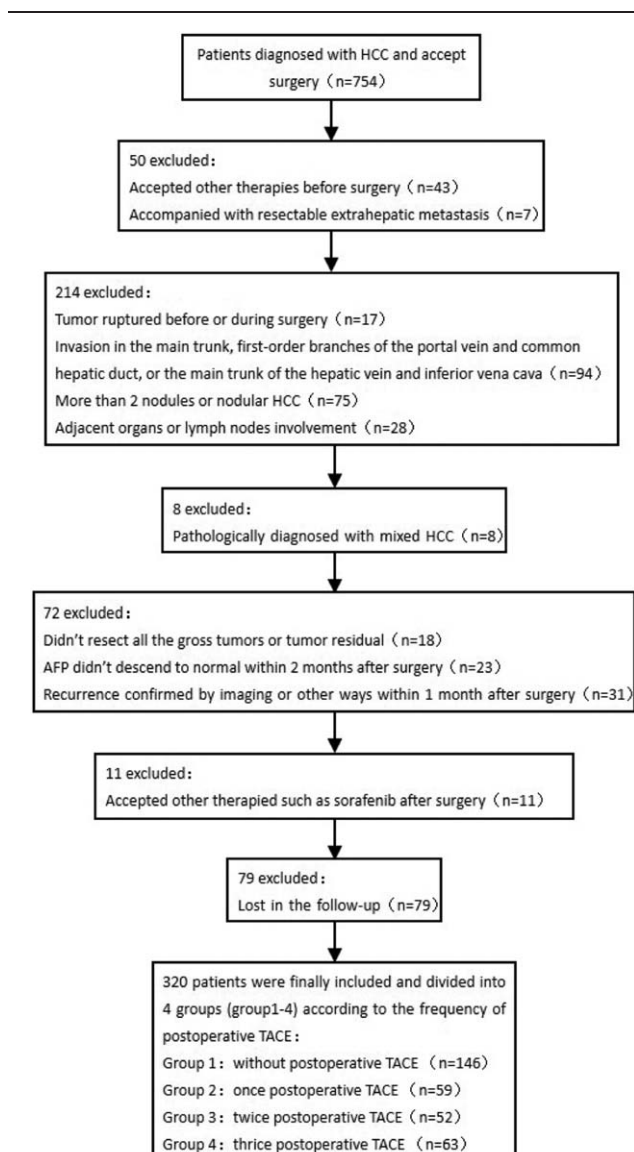 Patients diagnosed with HCC and accept
surgery（n=754）
50 excluded：
Accepted other therapies before surgery（n=43）
Accompanied with resectable extrahepatic metastasis（n=7）
214 excluded：
Tumor ruptured before or during surgery（n=17）
Invasion in the main trunk, first-order branches of the portal vein and common
hepatic duct, or the main trunk of the hepatic vein and inferior vena cava（n=94）
More than 2 nodules or nodular HCC（n=75）
Adjacent organs or lymph nodes involvement（n=28）
8 excluded：
Pathologically diagnosed with mixed HCC（n=8）
72 excluded：
Didn't resect all the gross tumors or tumor residual（n=18）
AFP didn't descend to normal within 2 months after surgery（n=23）
Recurrence confirmed by imaging or other ways within 1 month after surgery（n=31）
11 excluded：
Accepted other therapied such as sorafenib after surgery（n=11）
79 excluded：
Lost in the follow-up（n=79）
320 patients were finally included and divided into
4 groups (group1-4) according to the frequency of
postoperative TACE：
Group 1：without postoperative TACE（n=146）
Group 2：once postoperative TACE（n=59）
Group 3：twice postoperative TACE（n=52）
Group 4：thrice postoperative TACE（n=63）